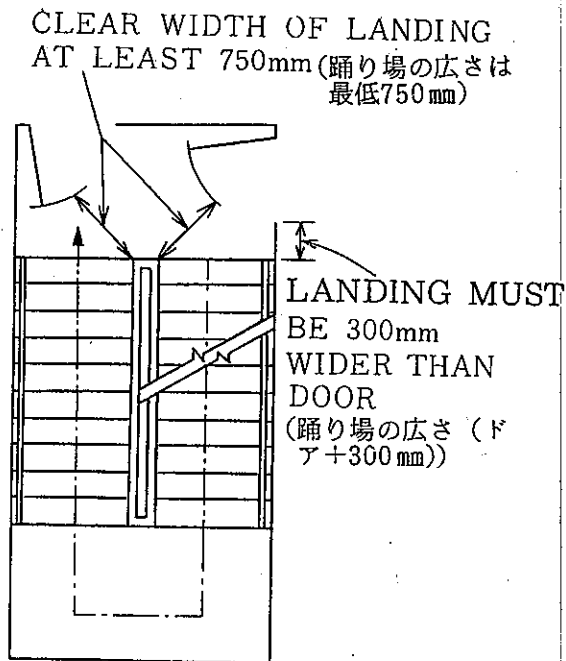 CLEAR WIDTH OF LANDING
AT LEAST 750mm(踊り場の広さは
最低750mm)
LANDING MUST
BE 300mm
WIDER THAN
DOOR
(踊り場の広さ(ド
ア+300mm))